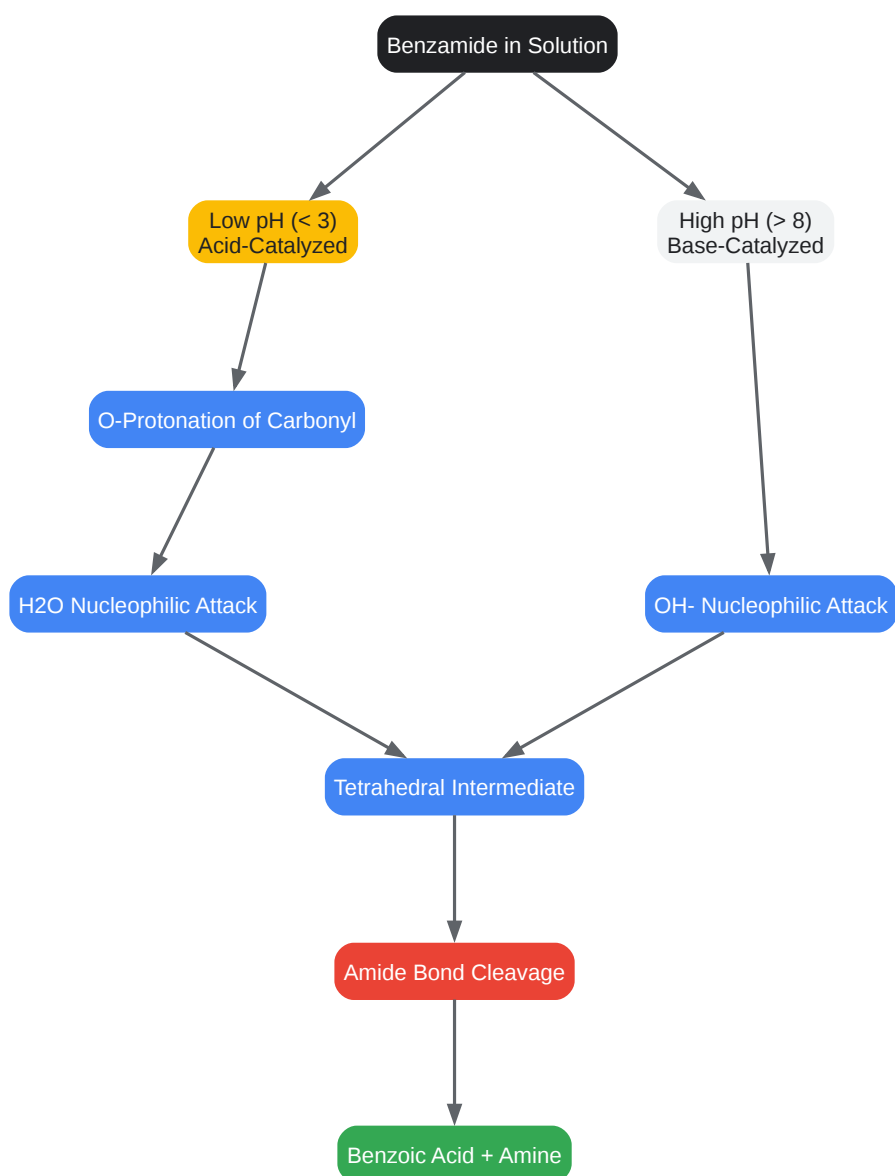 Benzamide in Solution
Low pH (< 3)
Acid-Catalyzed
High pH (> 8)
Base-Catalyzed
O-Protonation of Carbonyl
H2O Nucleophilic Attack
OH- Nucleophilic Attack
Tetrahedral Intermediate
Amide Bond Cleavage
Benzoic Acid + Amine